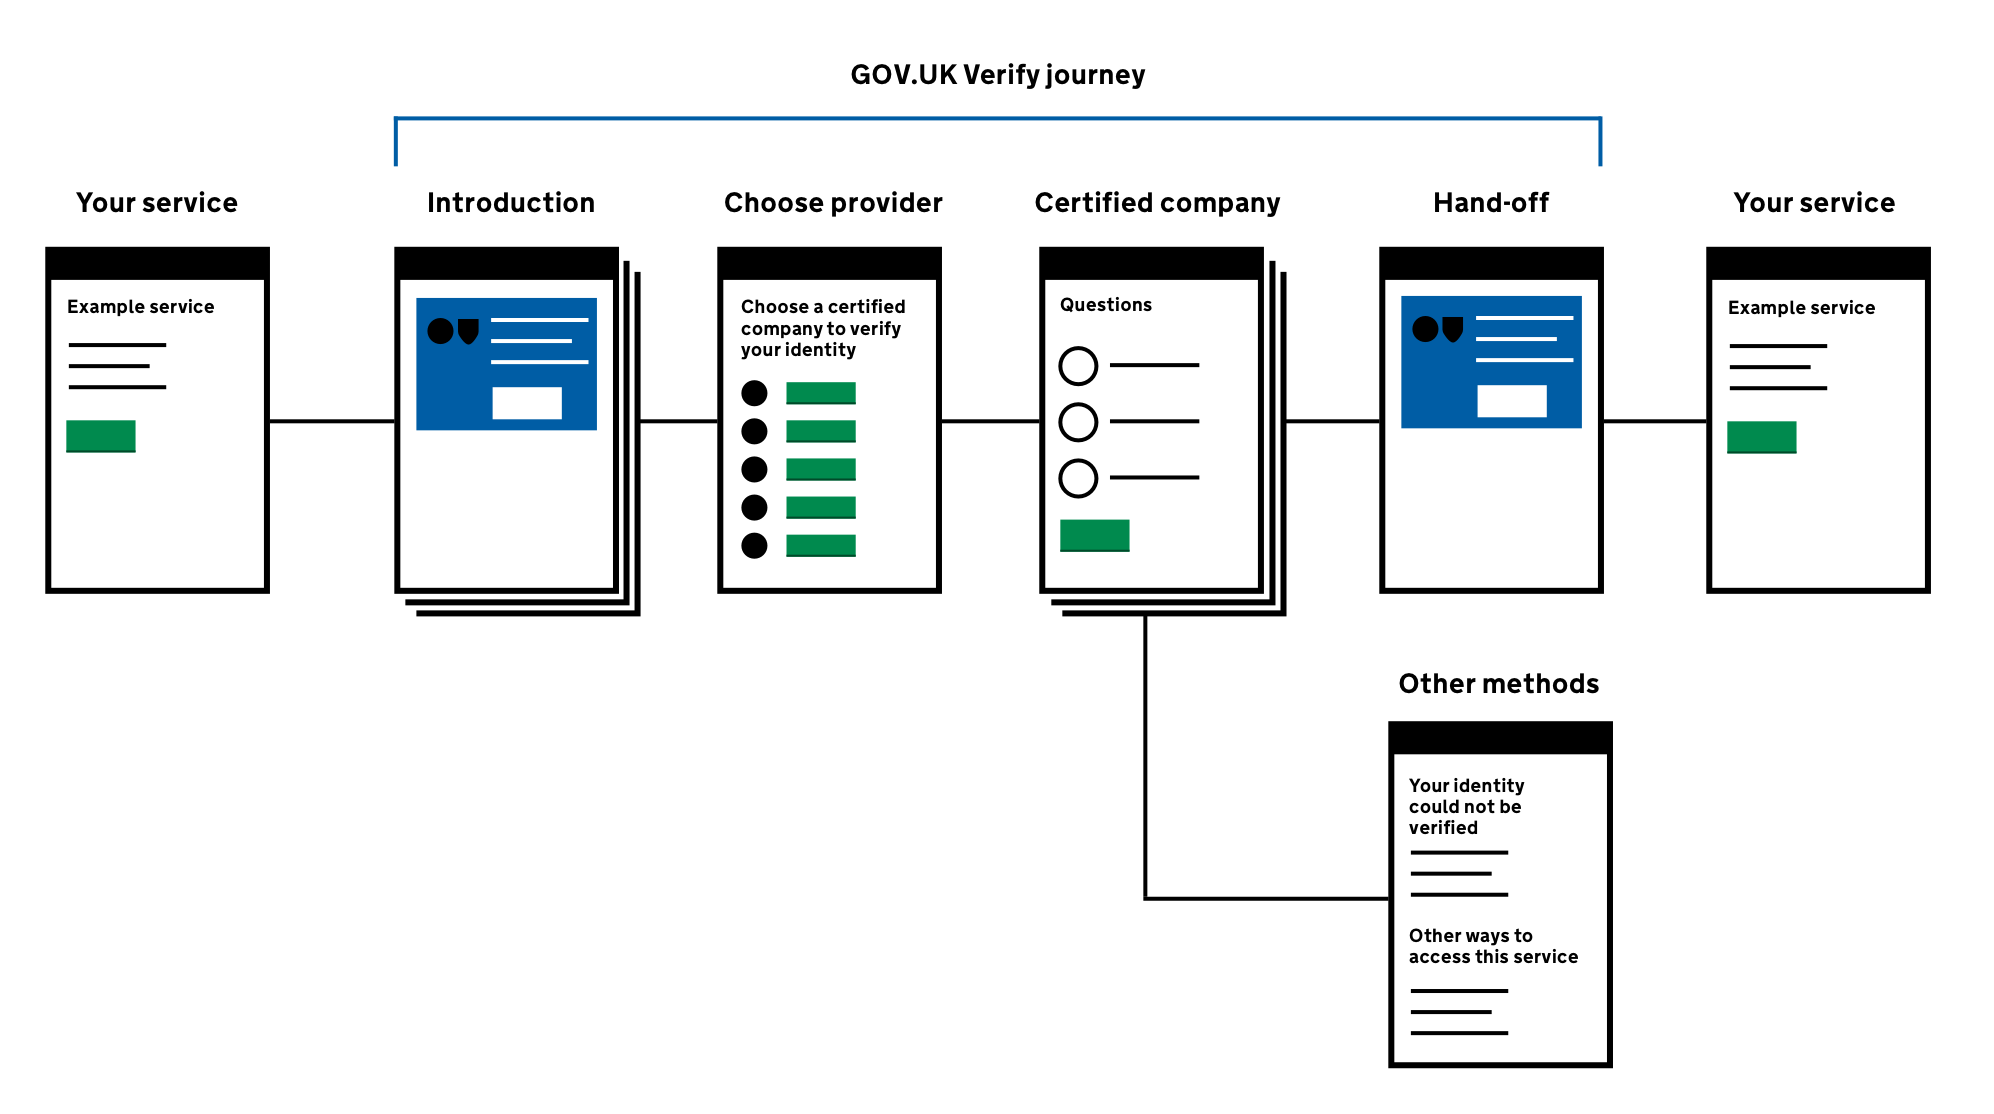 GOV.UK Verify journey
Your service
Introduction
Choose provider
Certified company
Hand-off
Your service
Example service
Choose a certified
company to verify
your identity
Questions
Example service
Other methods
Your identity
could not be
verified
Other ways to
access this service